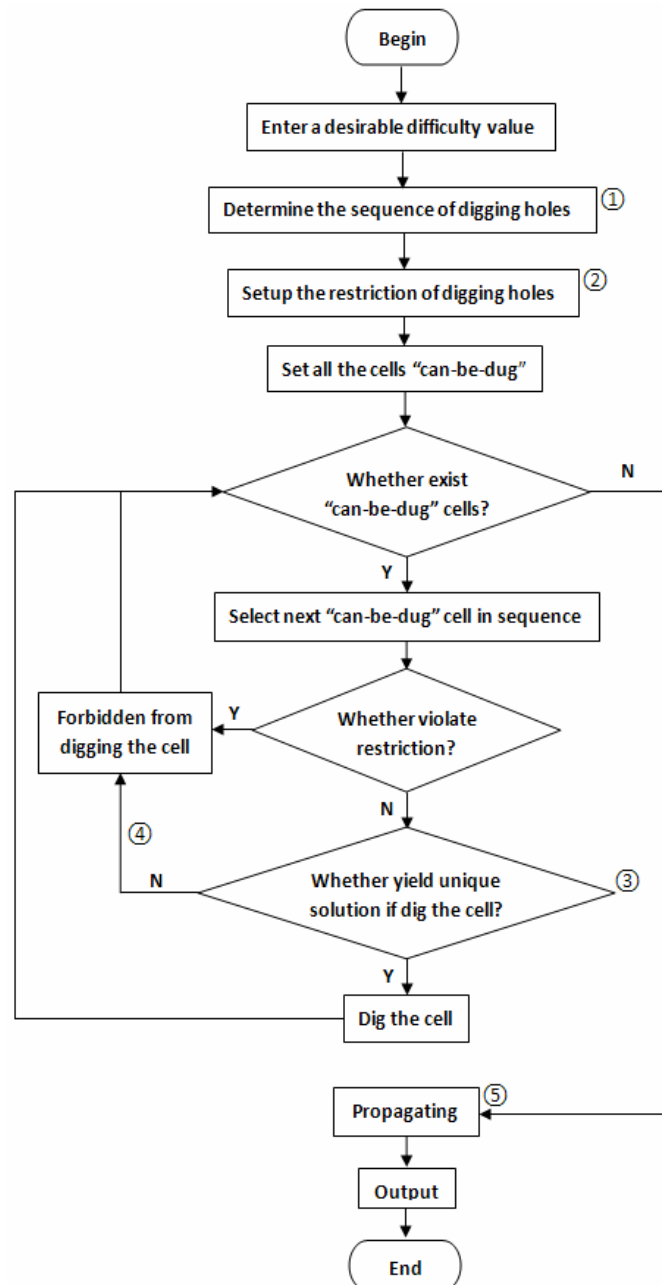 Begin
Enter a desirable difficulty value
Determine the sequence of digging holes
①
Setup the restriction of digging holes
②
Set all the cells “can-be-dug”
Whether exist
“can-be-dug” cells?
N
Y
Select next “can-be-dug” cell in sequence
Whether violate
restriction?
Y
Forbidden from
digging the cell
N
④
Whether yield unique
solution if dig the cell?
③
N
Y
Dig the cell
Propagating
⑤
Output
End